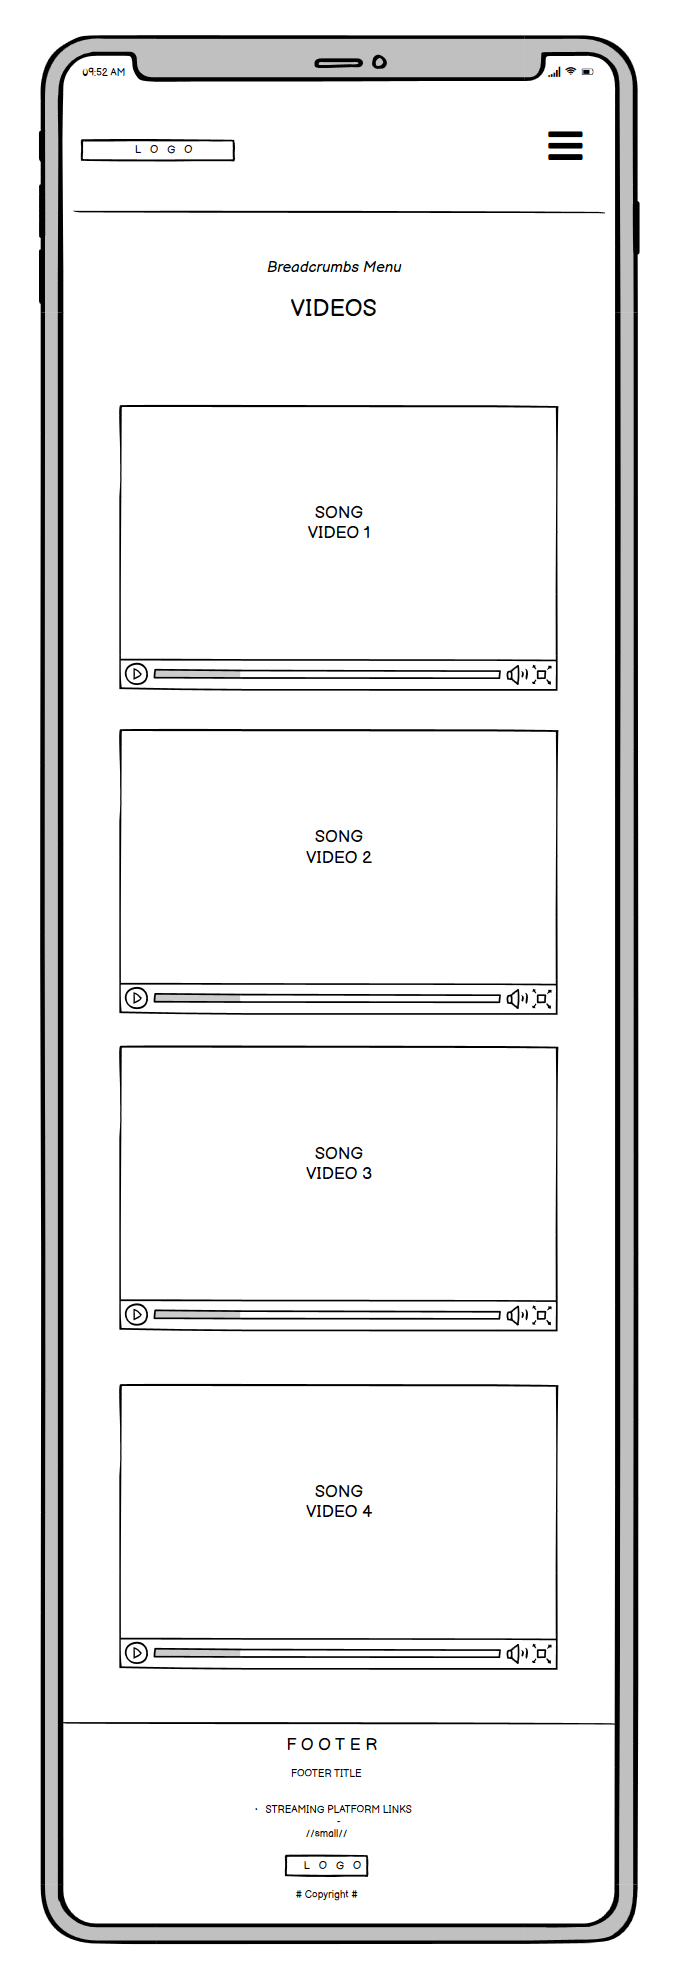 09:52 AM
LOGO
Breadcrumbs Menu
VIDEOS
SONG
VIDEO 1
SONG
VIDEO 2
SONG
VIDEO 3
SONG
VIDEO 4
FOOTER
FOOTER TITLE
· STREAMING PLATFORM LINKS
-
//small//
LOGO
# Copyright #